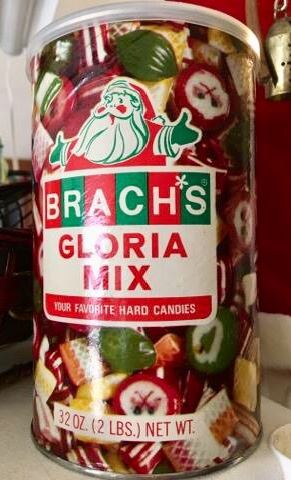 BRACH'S®
GLORIA
MIX
YOUR FAVORITE HARD CANDIES
32 OZ. (2 LBS.) NET WT.